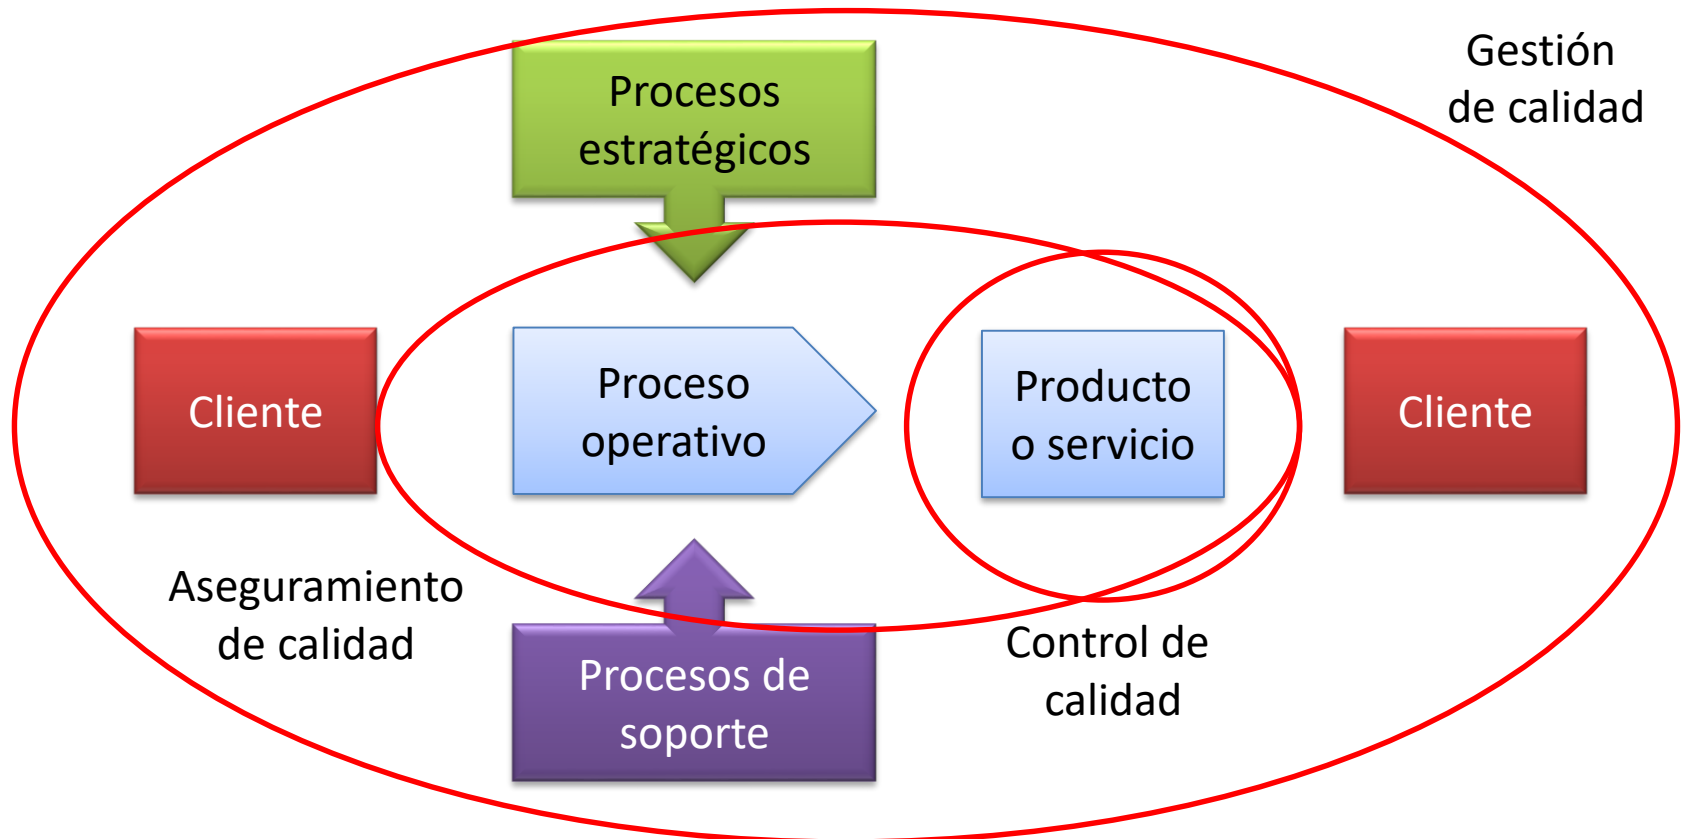 Gestión
de calidad
Procesos
estratégicos
Cliente
Proceso
operativo
Producto
o servicio
Cliente
Aseguramiento
de calidad
Control de
calidad
Procesos de
soporte